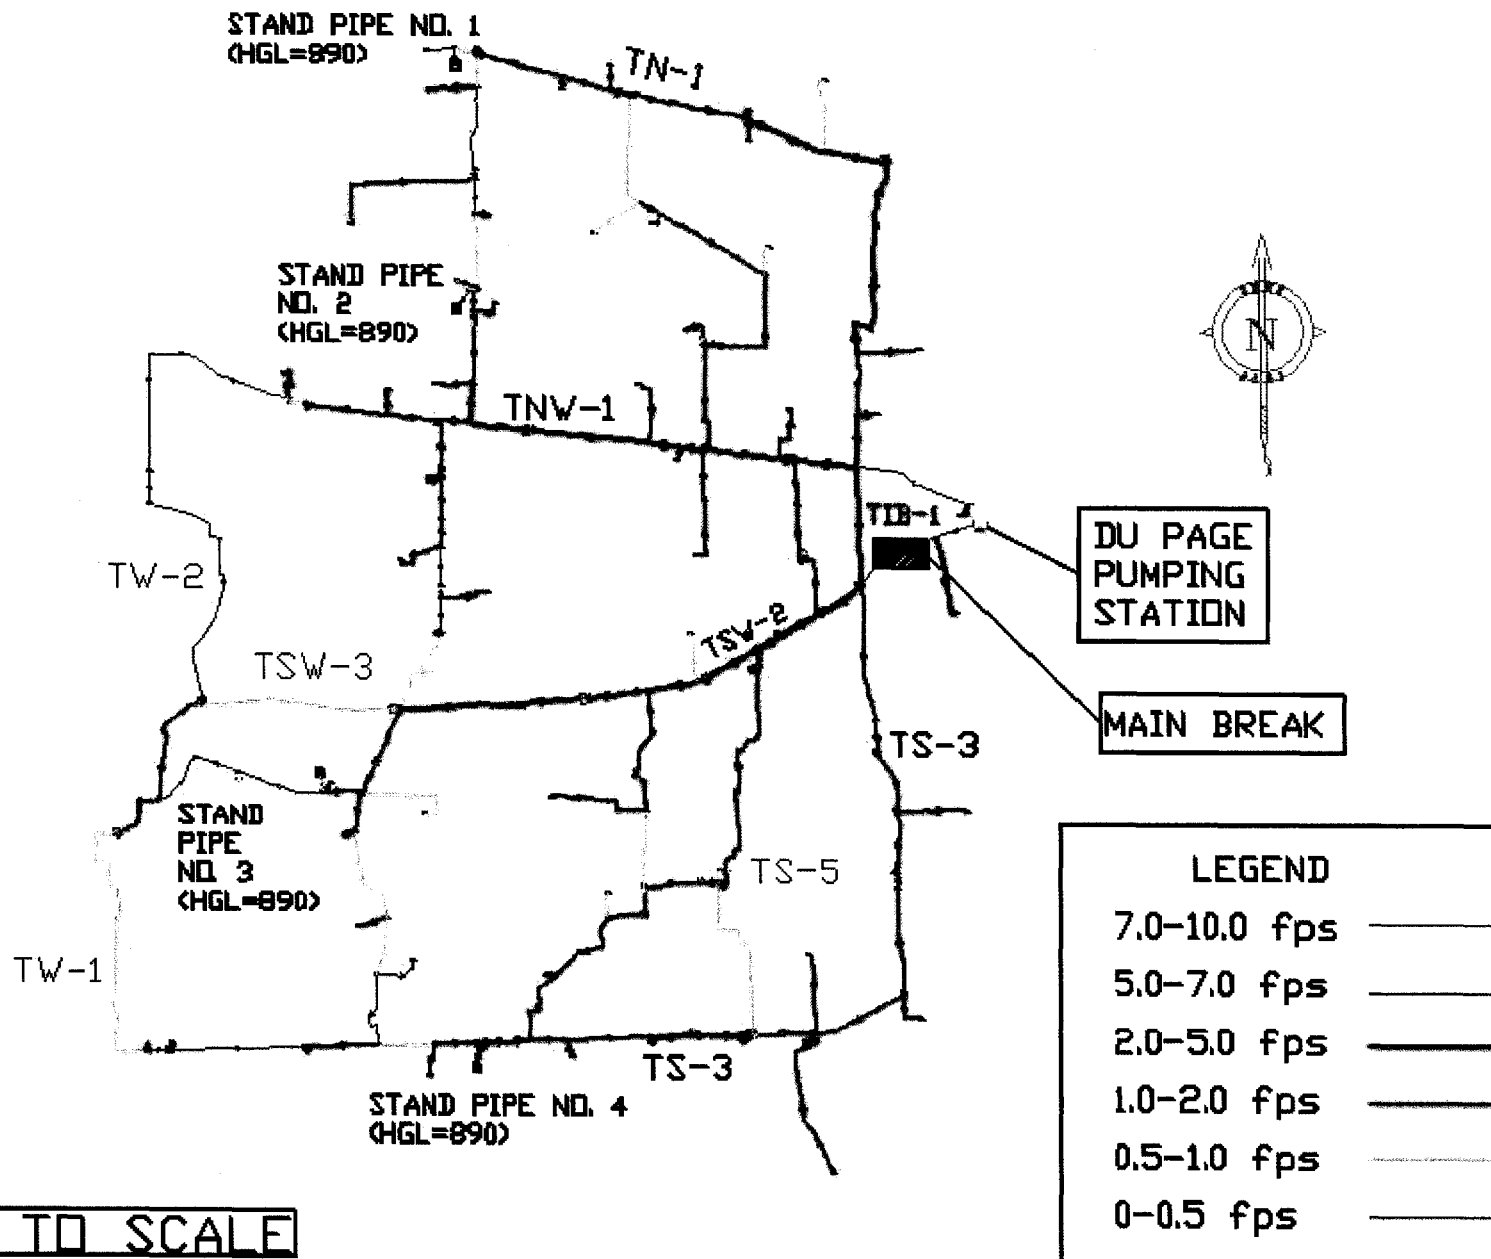 STAND PIPE NO. 1
(HGL=890)
TN-1
STAND PIPE
NO. 2
(HGL=890)
N
TNW-1
TIB-1
DU PAGE
PUMPING
STATION
TW-2
TSW-2
TSW-3
MAIN BREAK
TS-3
STAND
PIPE
NO. 3
(HGL=890)
TS-5
TW-1
TS-3
STAND PIPE NO. 4
(HGL=890)
LEGEND
7.0-10.0 fps
5.0-7.0 fps
2.0-5.0 fps
1.0-2.0 fps
0.5-1.0 fps
0-0.5 fps
TO SCALE